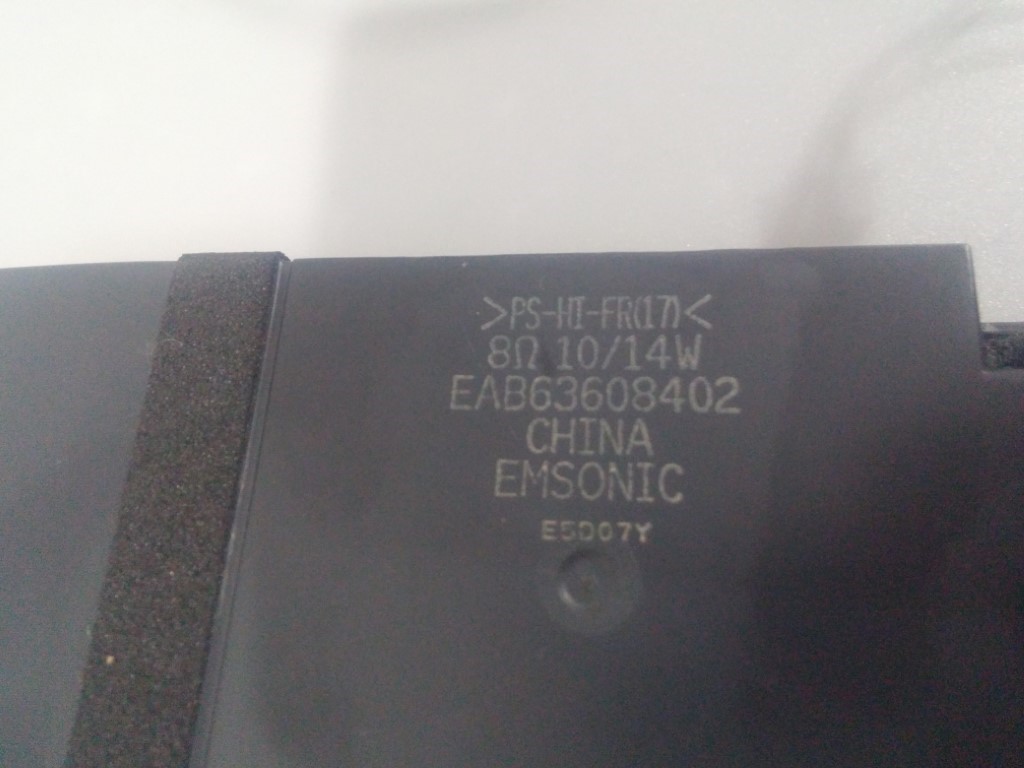 >PS-HI-FR(17)<
8Ω 10/14W
EAB63608402
CHINA
EMSONIC
E5D07Y